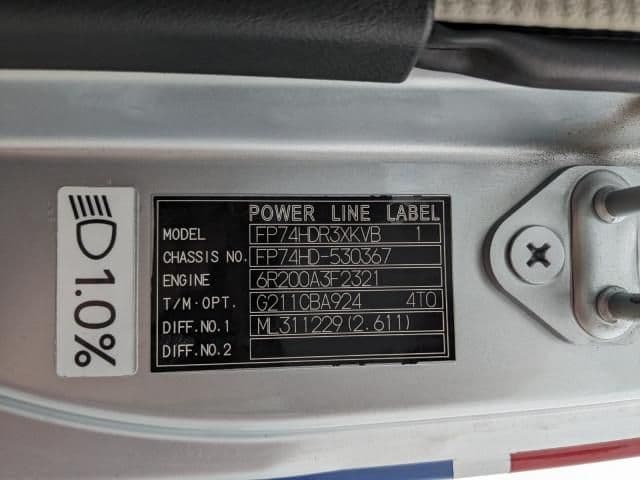 POWER LINE LABEL
MODEL FP74HDR3XKVB 1
CHASSIS NO. FP74HD-530367
ENGINE 6R200A3F2321
T/M·OPT. G211CBA924 4T0
DIFF.NO.1 ML311229(2.611)
DIFF.NO.2
1.0%